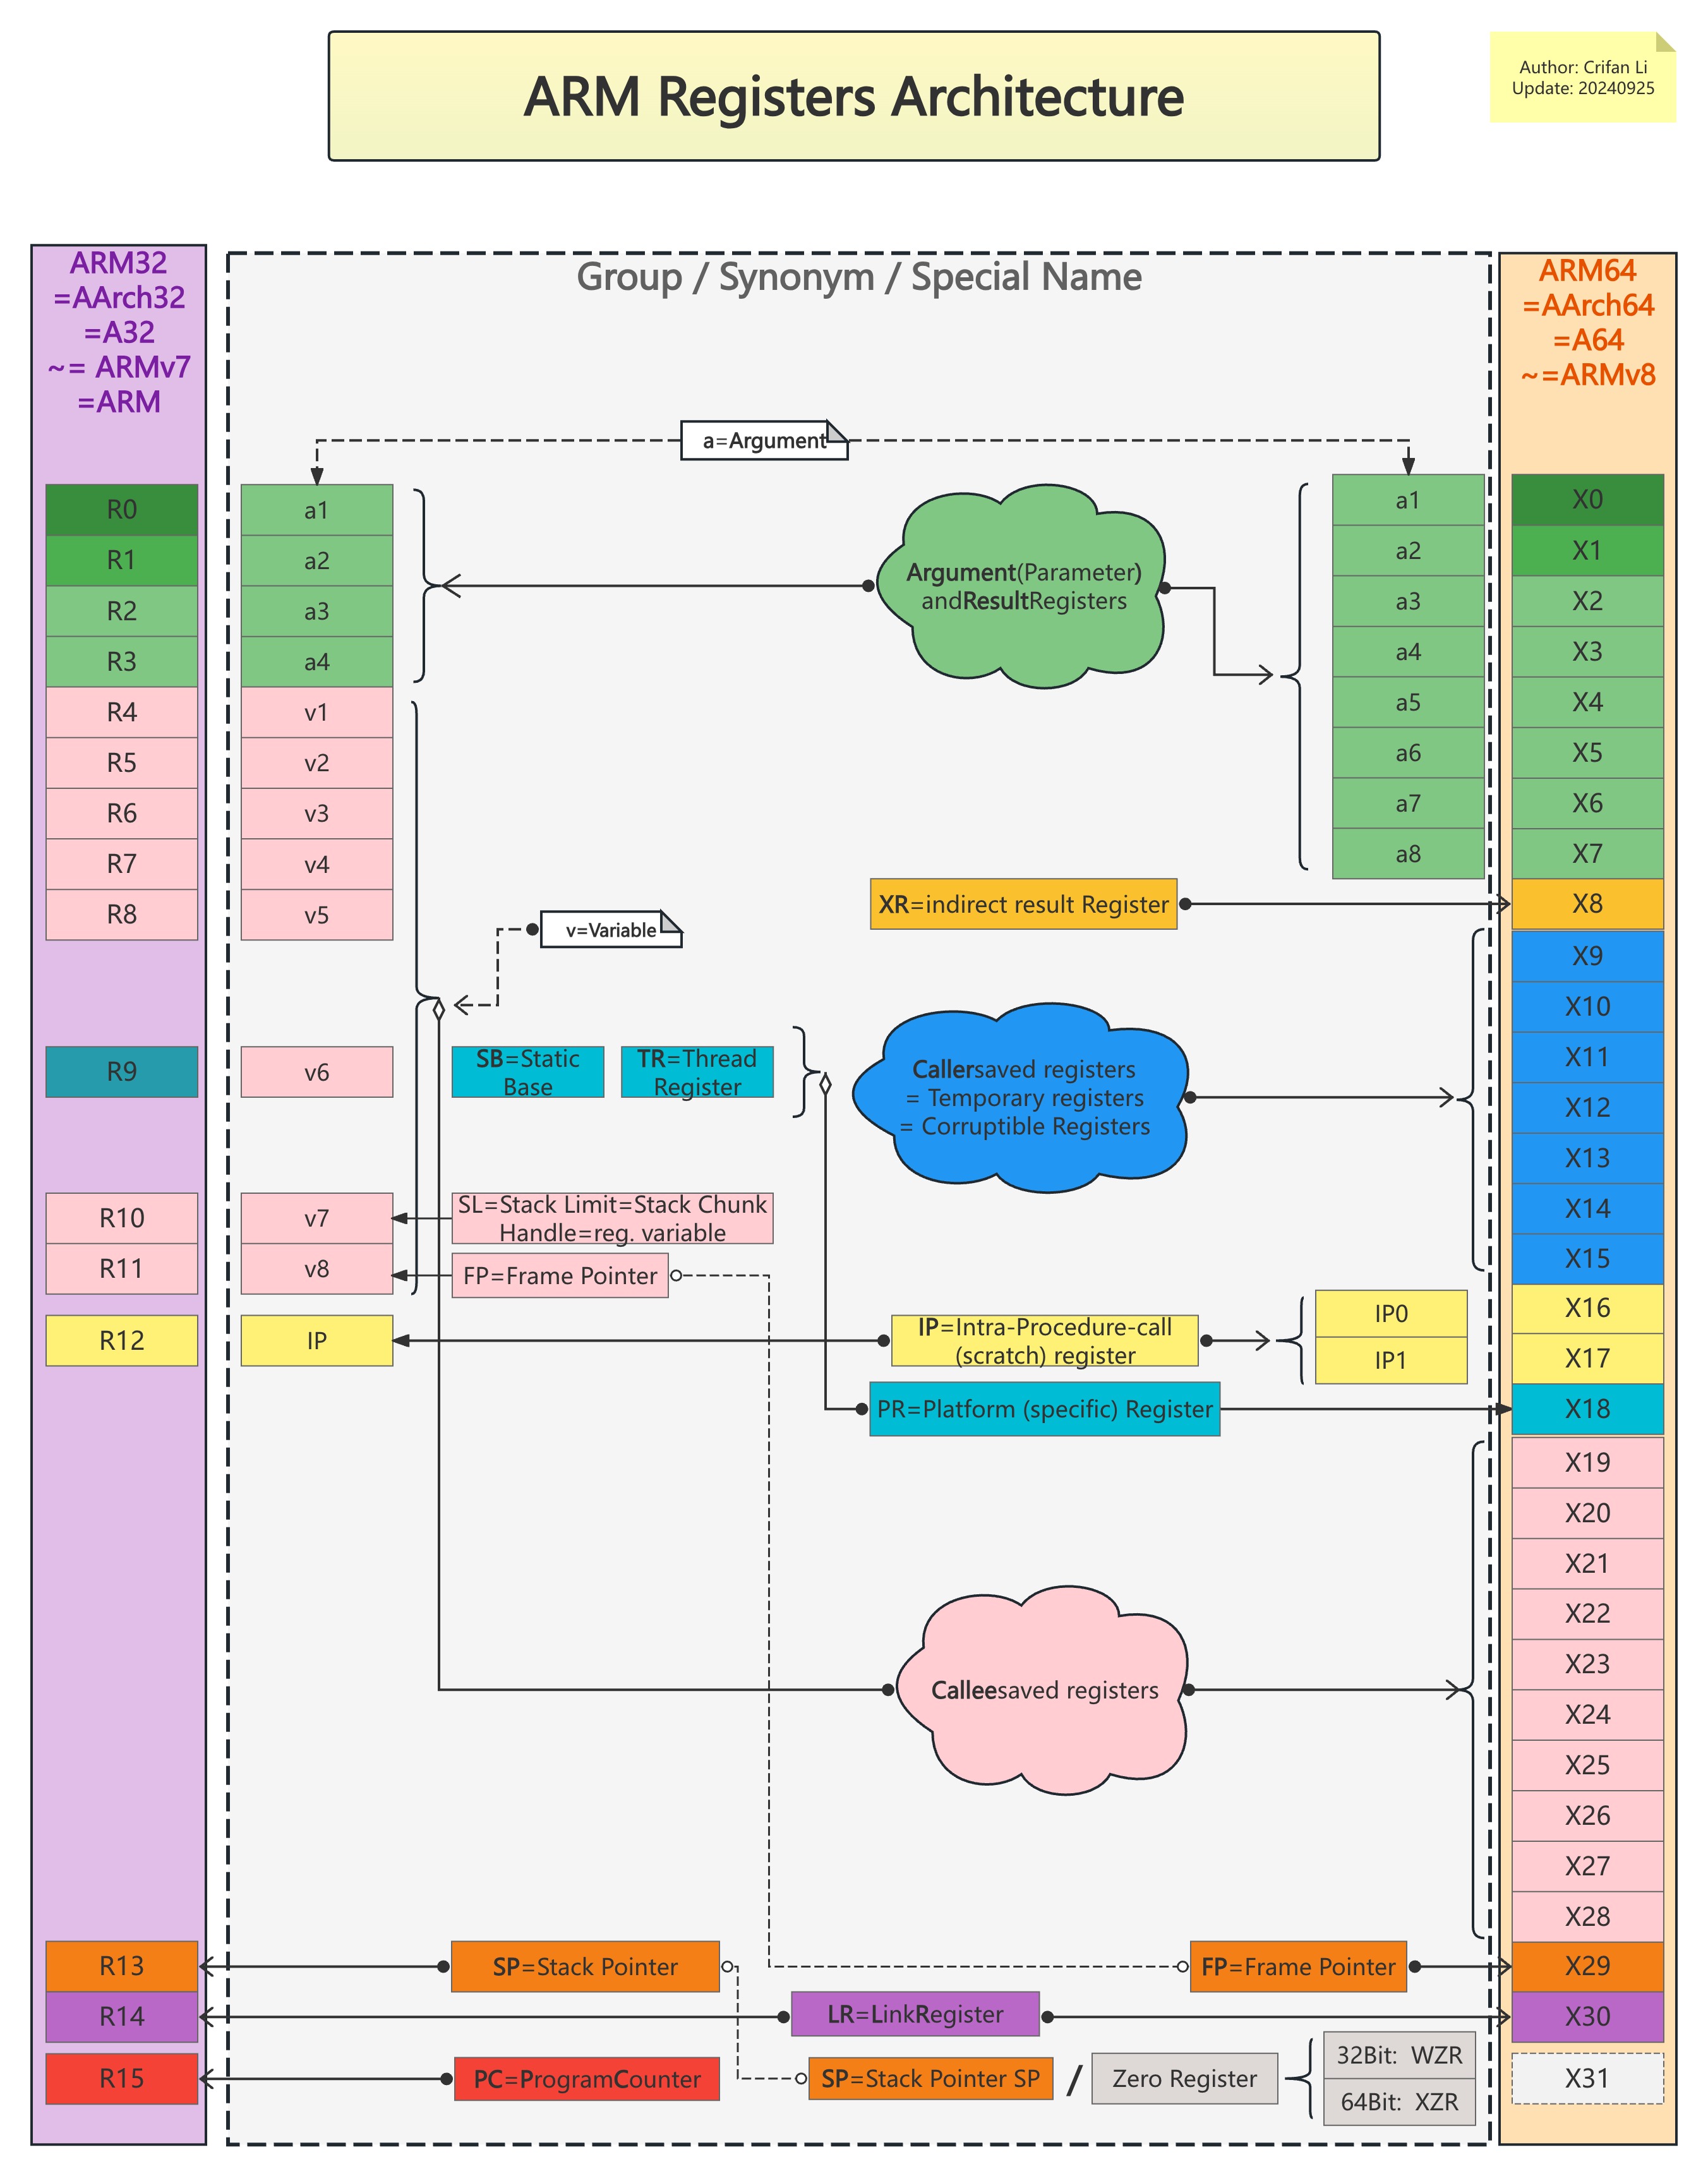 ARM Registers Architecture
Author: Crifan Li
Update: 20240925
ARM32
=AArch32
=A32
~= ARMv7
=ARM
Group / Synonym / Special Name
ARM64
=AArch64
=A64
~=ARMv8
a=Argument
R0
R1
R2
R3
R4
R5
R6
R7
R8
R9
R10
R11
R12
R13
R14
R15
a1
a2
a3
a4
v1
v2
v3
v4
v5
v6
v7
v8
IP
v=Variable
SB=Static
Base
TR=Thread
Register
SL=Stack Limit=Stack Chunk
Handle=reg. variable
FP=Frame Pointer
Argument(Parameter)
andResultRegisters
XR=indirect result Register
Callersaved registers
= Temporary registers
= Corruptible Registers
IP=Intra-Procedure-call
(scratch) register
IP0
IP1
PR=Platform (specific) Register
Calleesaved registers
SP=Stack Pointer
FP=Frame Pointer
LR=LinkRegister
PC=ProgramCounter
SP=Stack Pointer SP
/
Zero Register
32Bit: WZR
64Bit: XZR
a1
a2
a3
a4
a5
a6
a7
a8
X0
X1
X2
X3
X4
X5
X6
X7
X8
X9
X10
X11
X12
X13
X14
X15
X16
X17
X18
X19
X20
X21
X22
X23
X24
X25
X26
X27
X28
X29
X30
X31